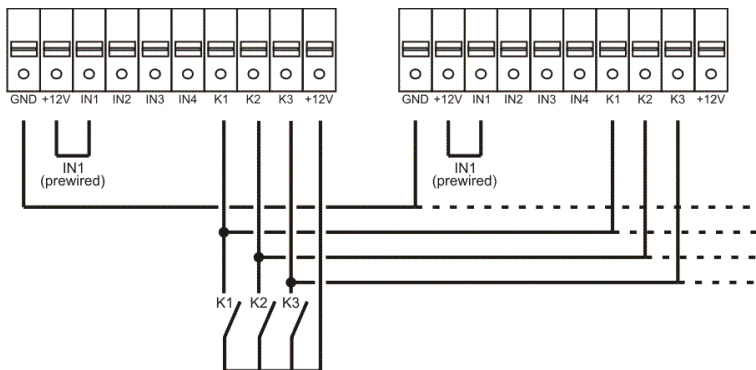 GND +12V IN1 IN2 IN3 IN4 K1 K2 K3 +12V
GND +12V IN1 IN2 IN3 IN4 K1 K2 K3 +12V
IN1
(prewired)
IN1
(prewired)
K1 K2 K3